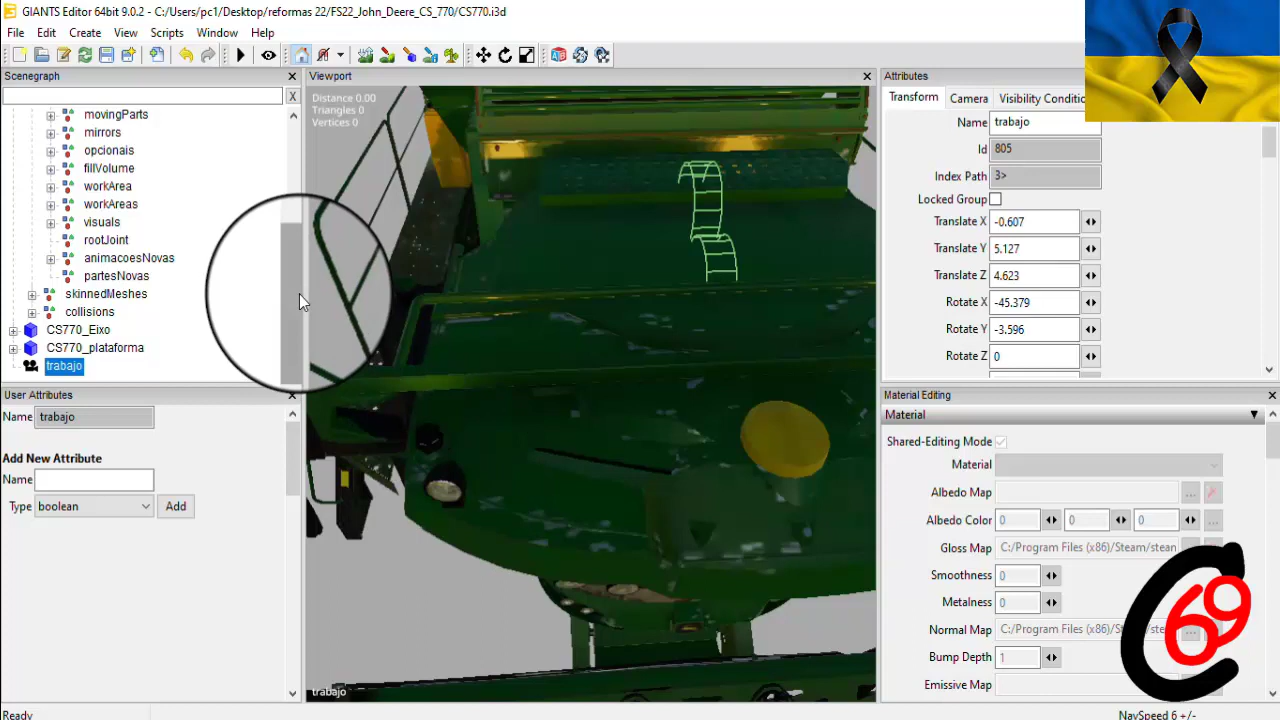 GIANTS Editor 64bit 9.0.2 - C:/Users/pc1/Desktop/reformas 22/FS22_John_Deere_CS_770/CS770.i3d
File Edit Create View Scripts Window Help
Scenegraph
X
movingParts
mirrors
opcionais
fillVolume
workArea
workAreas
visuals
rootJoint
animacoesNovas
partesNovas
skinnedMeshes
collisions
CS770_Eixo
CS770_plataforma
trabajo
User Attributes
Name trabajo
Add New Attribute
Name
Type boolean Add
Viewport
Distance 0.00
Triangles 0
Vertices 0
trabajo
Attributes
Transform Camera Visibility Conditio
Name trabajo
Id 805
Index Path 3>
Locked Group
Translate X -0.607
Translate Y 5.127
Translate Z 4.623
Rotate X -45.379
Rotate Y -3.596
Rotate Z 0
Material Editing
Material
Shared-Editing Mode
Material
Albedo Map ...
Albedo Color 0 0 0 ...
Gloss Map C:/Program Files (x86)/Steam/stean
Smoothness 0
Metalness 0
Normal Map C:/Program Files (x86)/Steam/ste
Bump Depth 1
Emissive Map
C69
Ready
NavSpeed 6 +/-